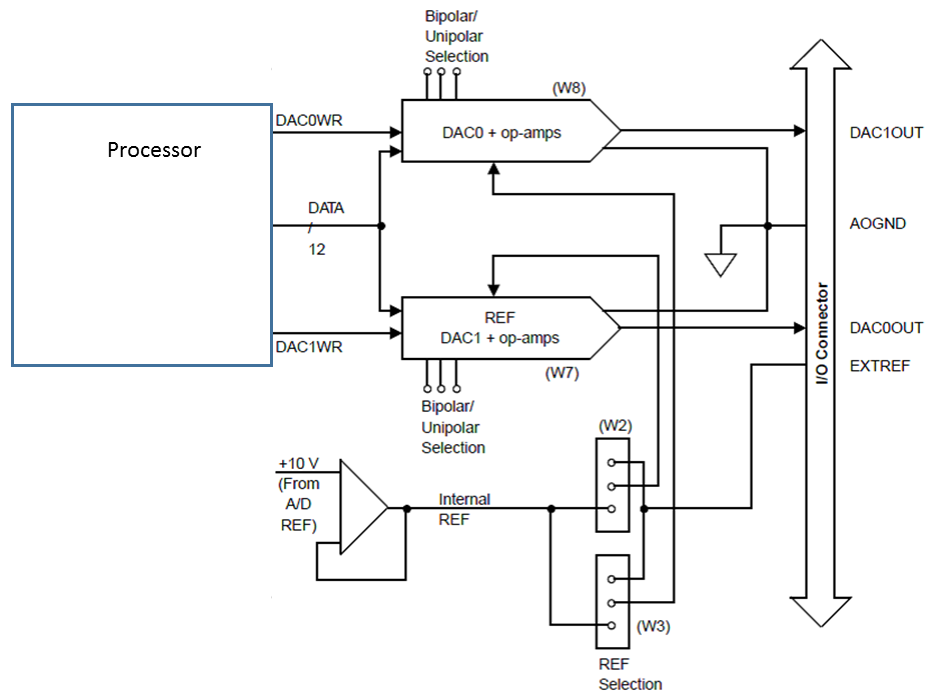 Bipolar/
Unipolar
Selection
(W8)
DAC0WR
DAC0 + op-amps
DAC1OUT
Processor
DATA
12
AOGND
REF
DAC1 + op-amps
DAC0OUT
DAC1WR
EXTREF
I/O Connector
(W7)
Bipolar/
Unipolar
Selection
(W2)
+10 V
(From
A/D
REF)
Internal
REF
(W3)
REF
Selection